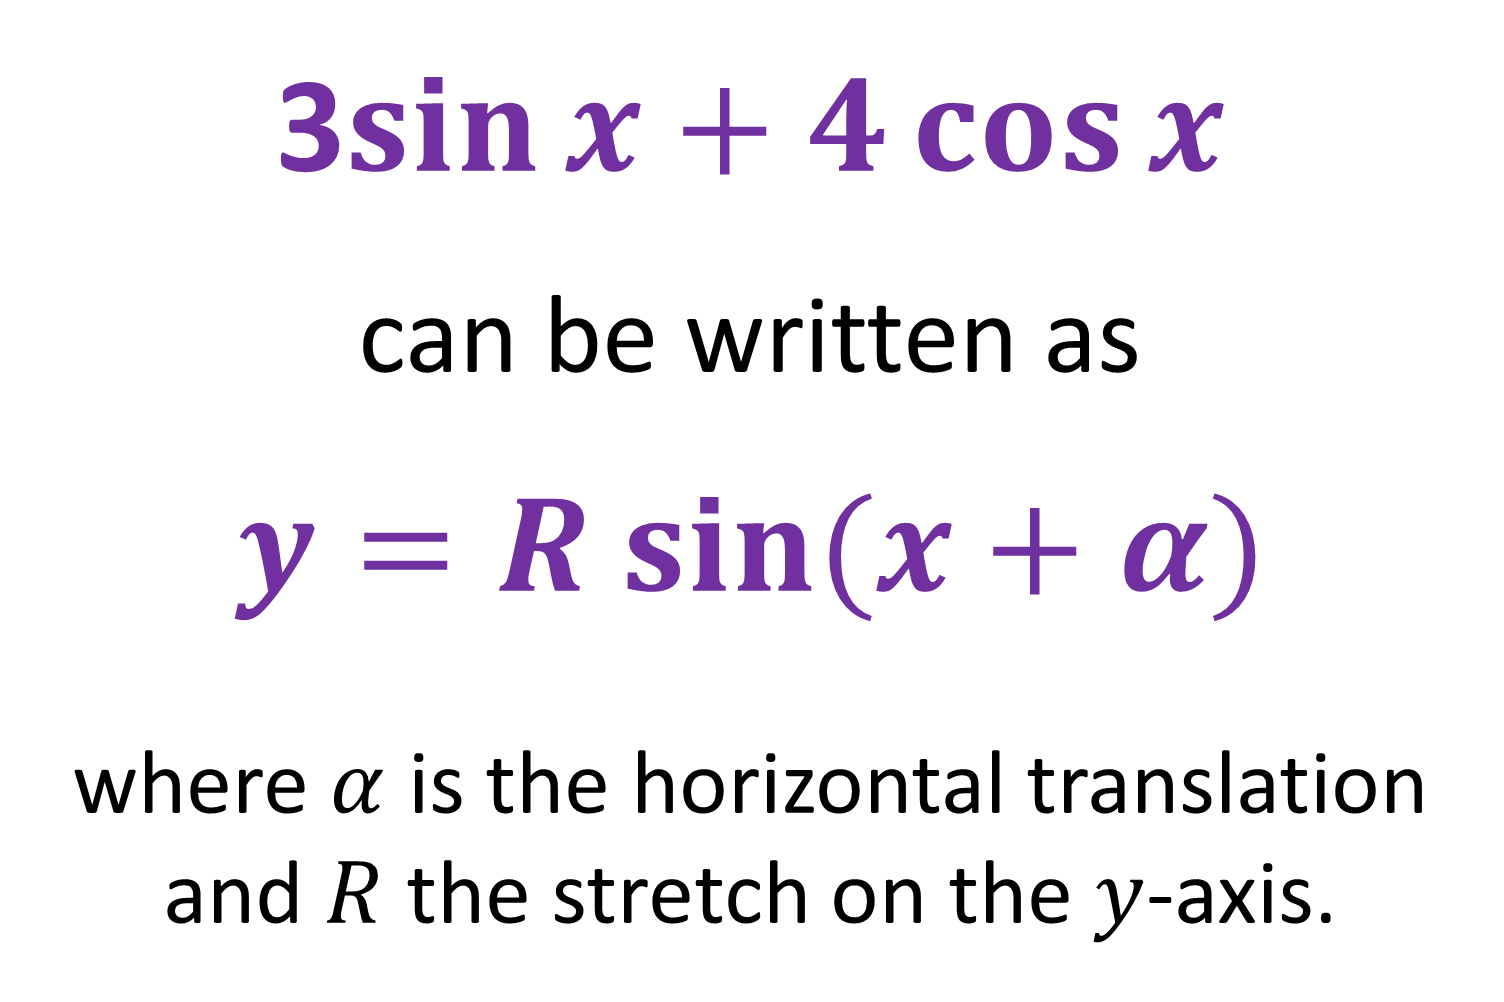 3sin x + 4 cos x
can be written as
y = R sin(x + α)
where α is the horizontal translation
and R the stretch on the y-axis.